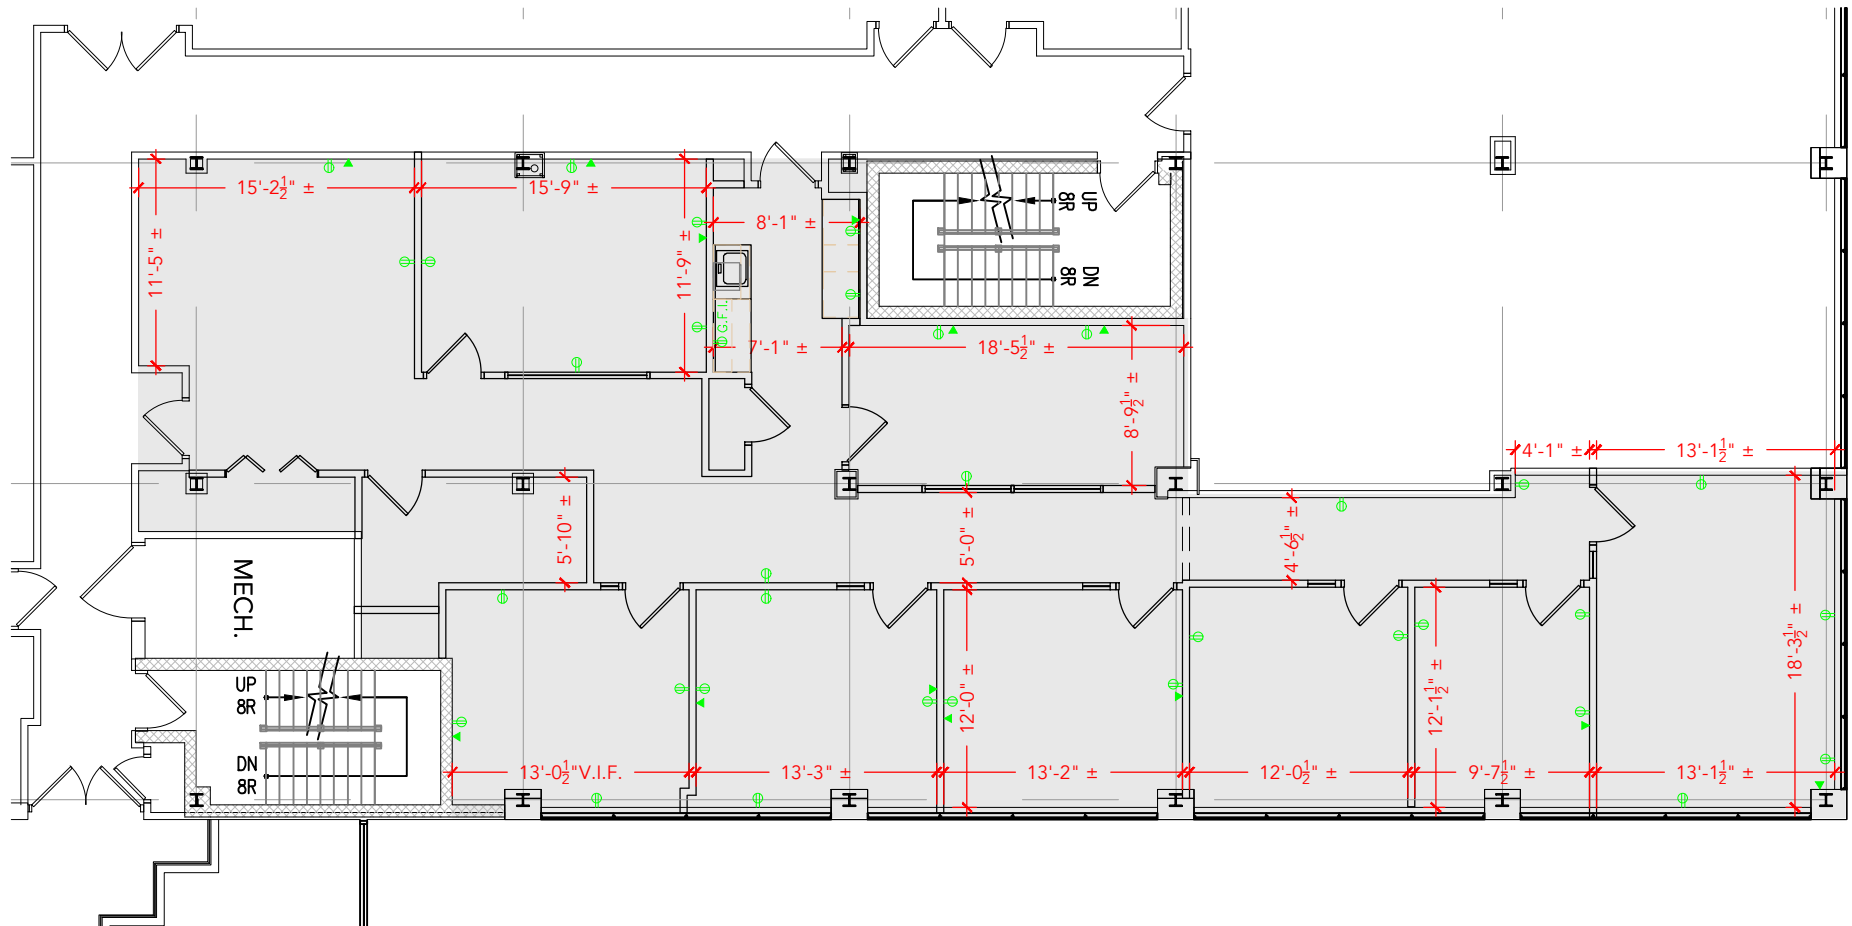 15'-2½" ±
15'-9" ±
UP
8R
8'-1" ±
11'-5" ±
11'-9" ±
DN
8R
G.F.I.
7'-1" ±
18'-5½" ±
8'-9½" ±
4'-1" ±
13'-1½" ±
5'-10" ±
5'-0" ±
4'-6½" ±
MECH.
18'-3½" ±
UP
8R
12'-0" ±
12'-1½" ±
DN
8R
13'-0½"V.I.F.
13'-3" ±
13'-2" ±
12'-0½" ±
9'-7½" ±
13'-1½" ±